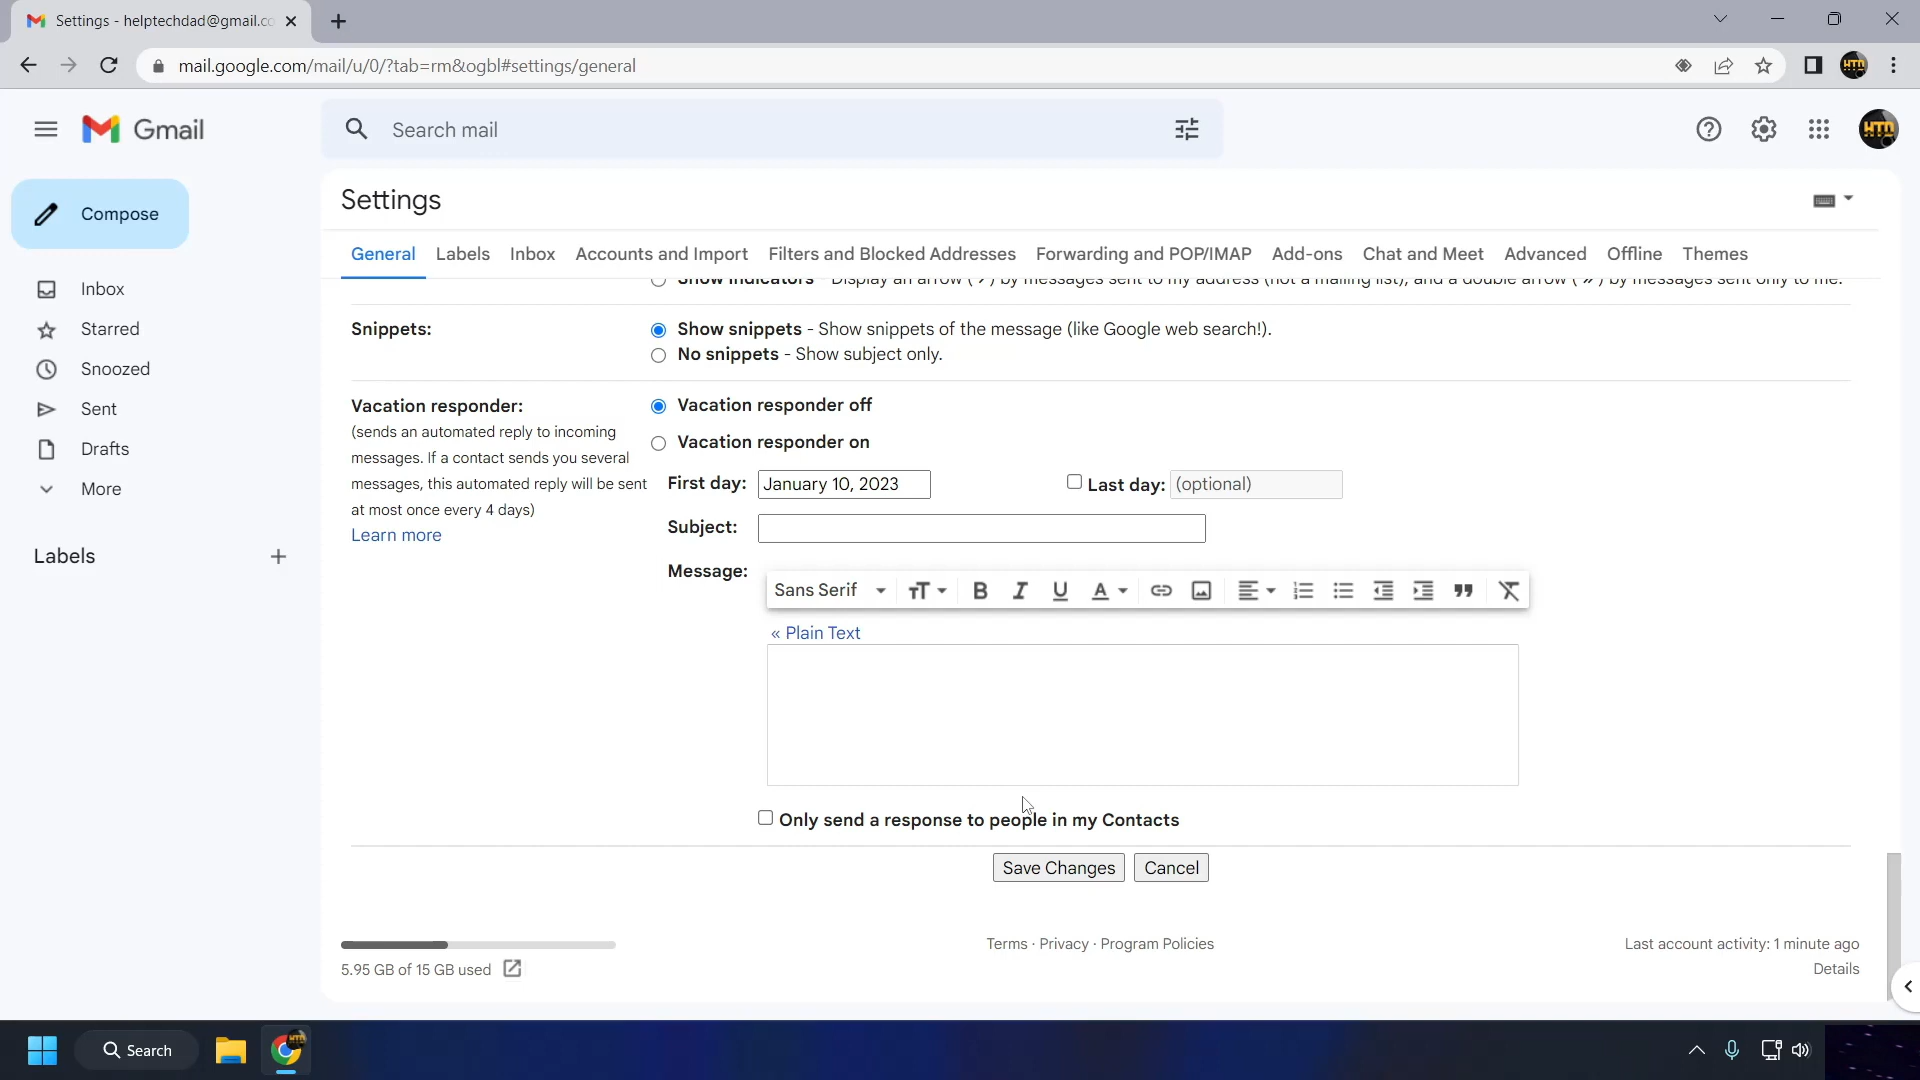 Settings - helptechdad@gmail.co
mail.google.com/mail/u/0/?tab=rm&ogbl#settings/general
Gmail
Search mail
Compose
Inbox
Starred
Snoozed
Sent
Drafts
More
Labels
Settings
General Labels Inbox Accounts and Import Filters and Blocked Addresses Forwarding and POP/IMAP Add-ons Chat and Meet Advanced Offline Themes
Show indicators - Display an arrow ( › ) by messages sent to my address (not a mailing list), and a double arrow ( » ) by messages sent only to me.
Snippets:
Show snippets - Show snippets of the message (like Google web search!).
No snippets - Show subject only.
Vacation responder:
(sends an automated reply to incoming
messages. If a contact sends you several
messages, this automated reply will be sent
at most once every 4 days)
Learn more
Vacation responder off
Vacation responder on
First day: January 10, 2023 Last day: (optional)
Subject:
Message:
Sans Serif
« Plain Text
Only send a response to people in my Contacts
Save Changes Cancel
5.95 GB of 15 GB used
Terms · Privacy · Program Policies
Last account activity: 1 minute ago
Details
Search
HTD
HTD